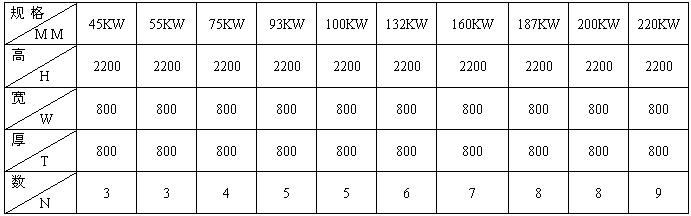 规 格 MM 45KW 55KW 75KW 93KW 100KW 132KW 160KW 187KW 200KW 220KW
高 H 2200 2200 2200 2200 2200 2200 2200 2200 2200 2200
宽 W 800 800 800 800 800 800 800 800 800 800
厚 T 800 800 800 800 800 800 800 800 800 800
数 N 3 3 4 5 5 6 7 8 8 9